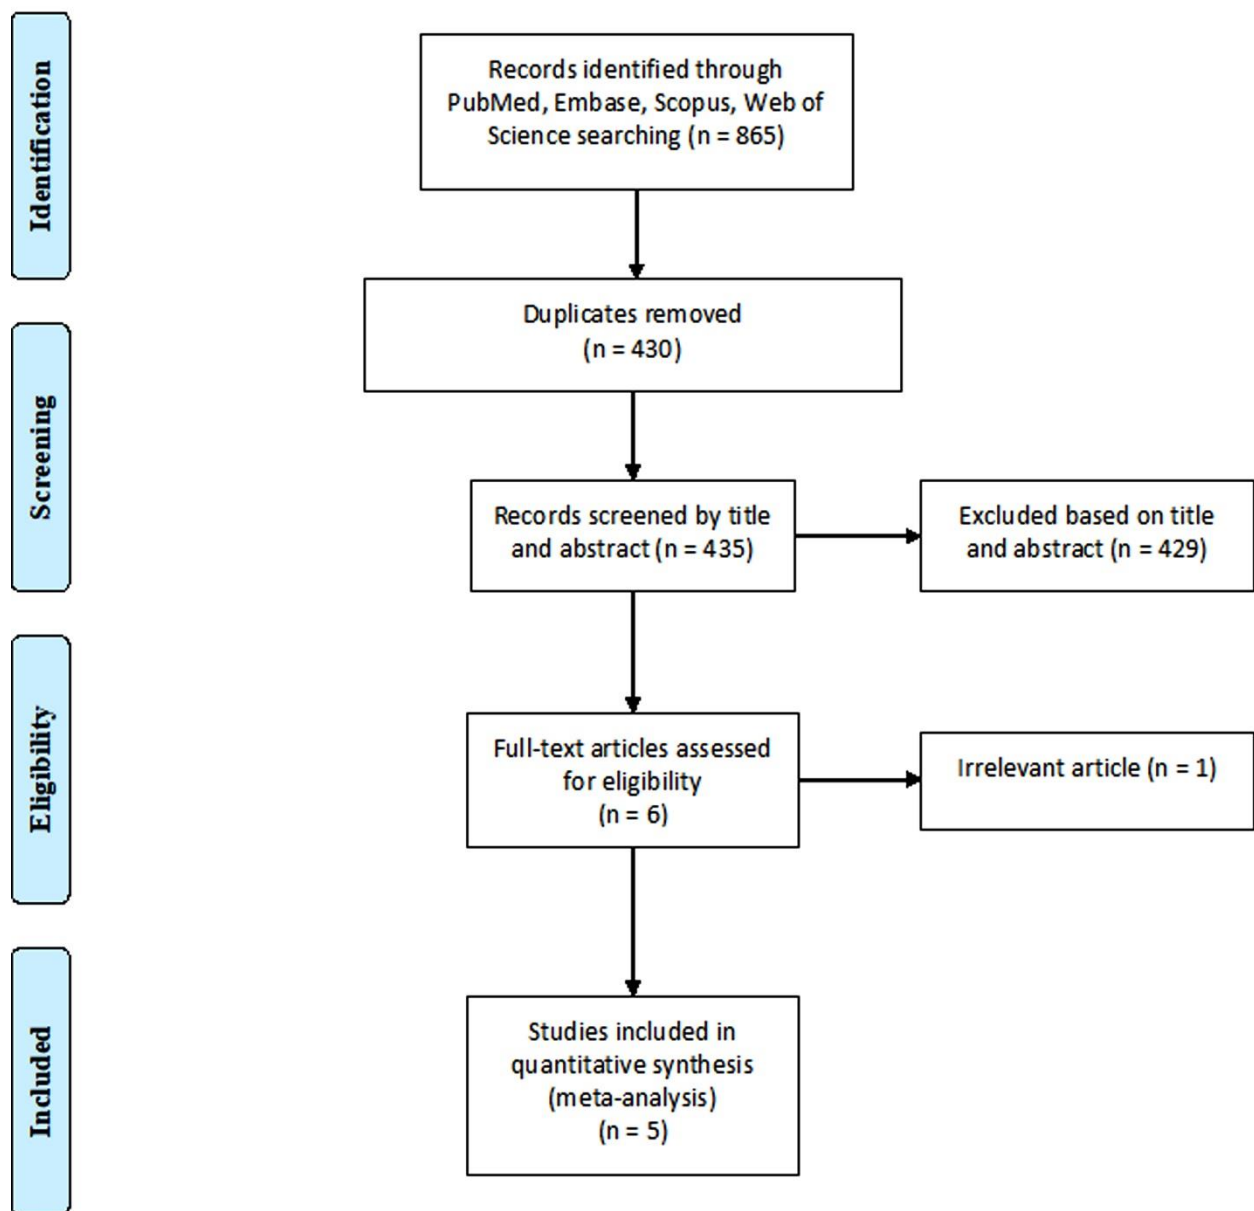 Identification
Records identified through
PubMed, Embase, Scopus, Web of
Science searching (n = 865)
Duplicates removed
(n = 430)
Screening
Records screened by title
and abstract (n = 435)
Excluded based on title
and abstract (n = 429)
Eligibility
Full-text articles assessed
for eligibility
(n = 6)
Irrelevant article (n = 1)
Included
Studies included in
quantitative synthesis
(meta-analysis)
(n = 5)